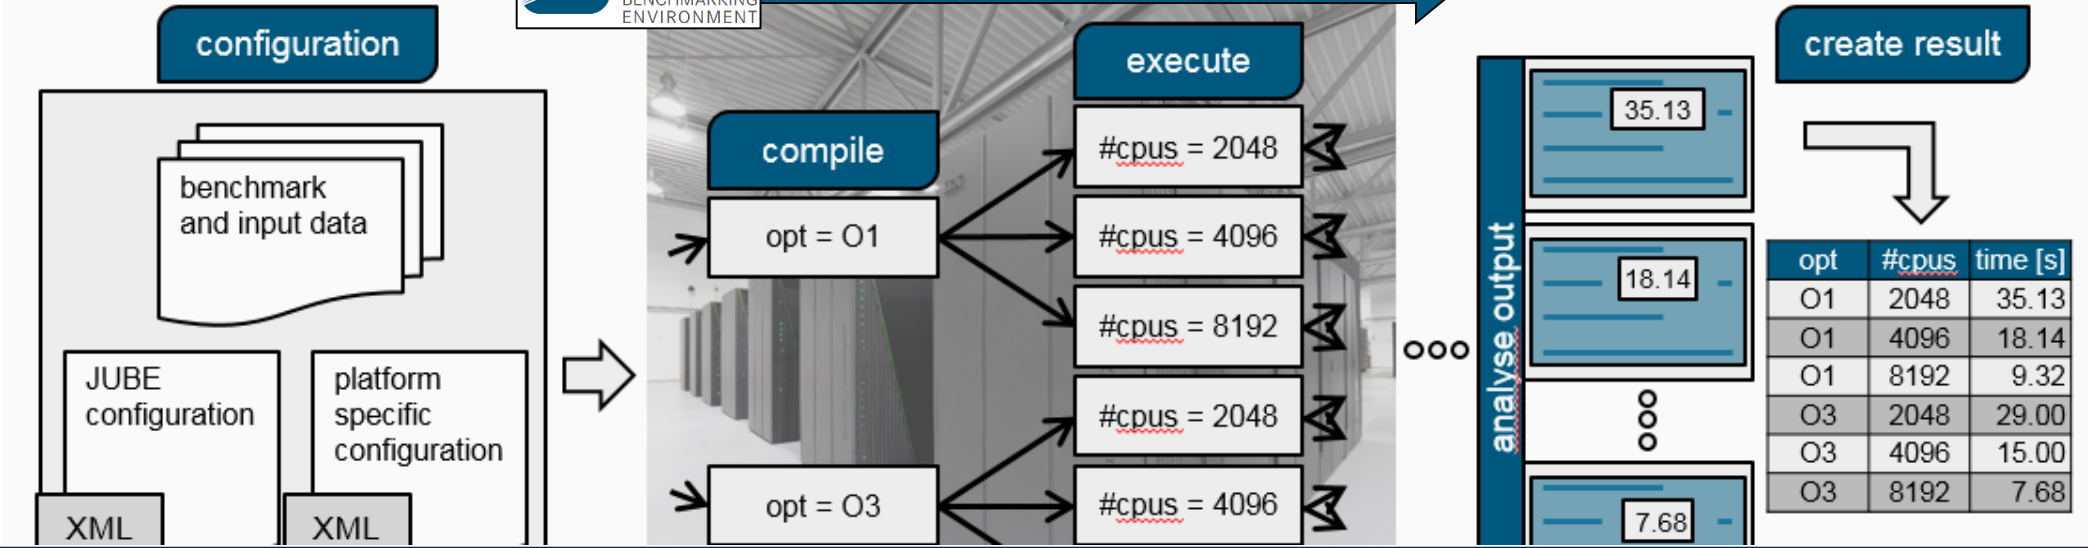 BENCHMARKING
ENVIRONMENT
configuration
benchmark
and input data
JUBE
configuration
XML
platform
specific
configuration
XML
compile
opt = O1
opt = O3
execute
#cpus = 2048
#cpus = 4096
#cpus = 8192
#cpus = 2048
#cpus = 4096
analyse output
35.13
18.14
7.68
create result
opt #cpus time [s]
O1 2048 35.13
O1 4096 18.14
O1 8192 9.32
O3 2048 29.00
O3 4096 15.00
O3 8192 7.68